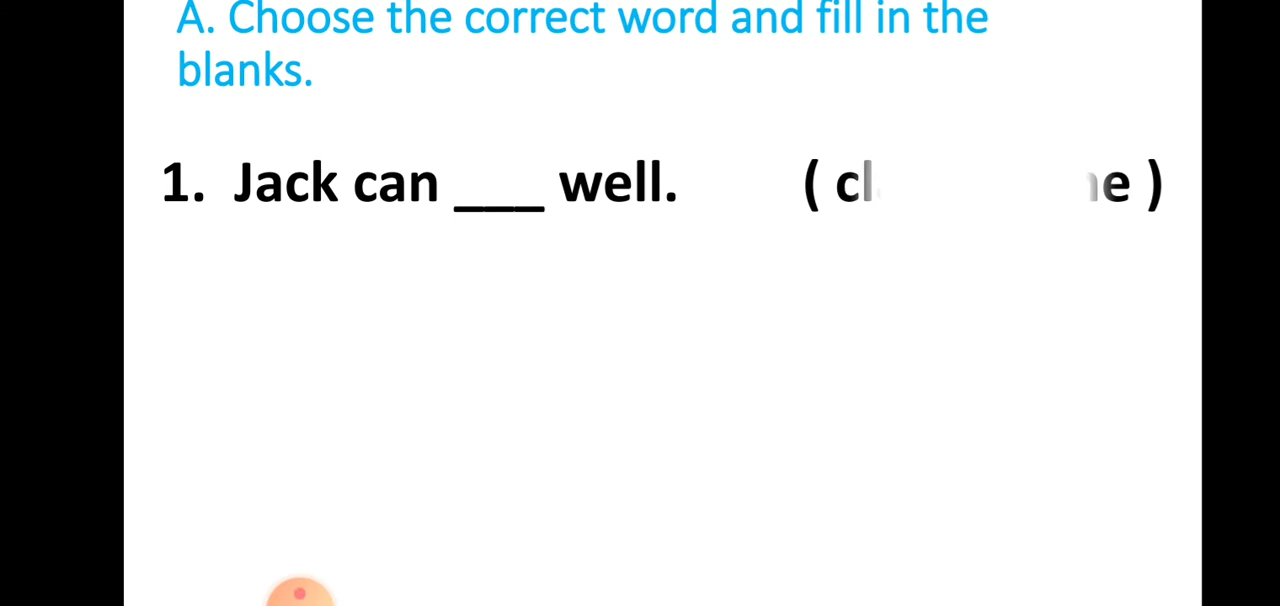 A. Choose the correct word and fill in the
blanks.
1. Jack can ___ well. ( )